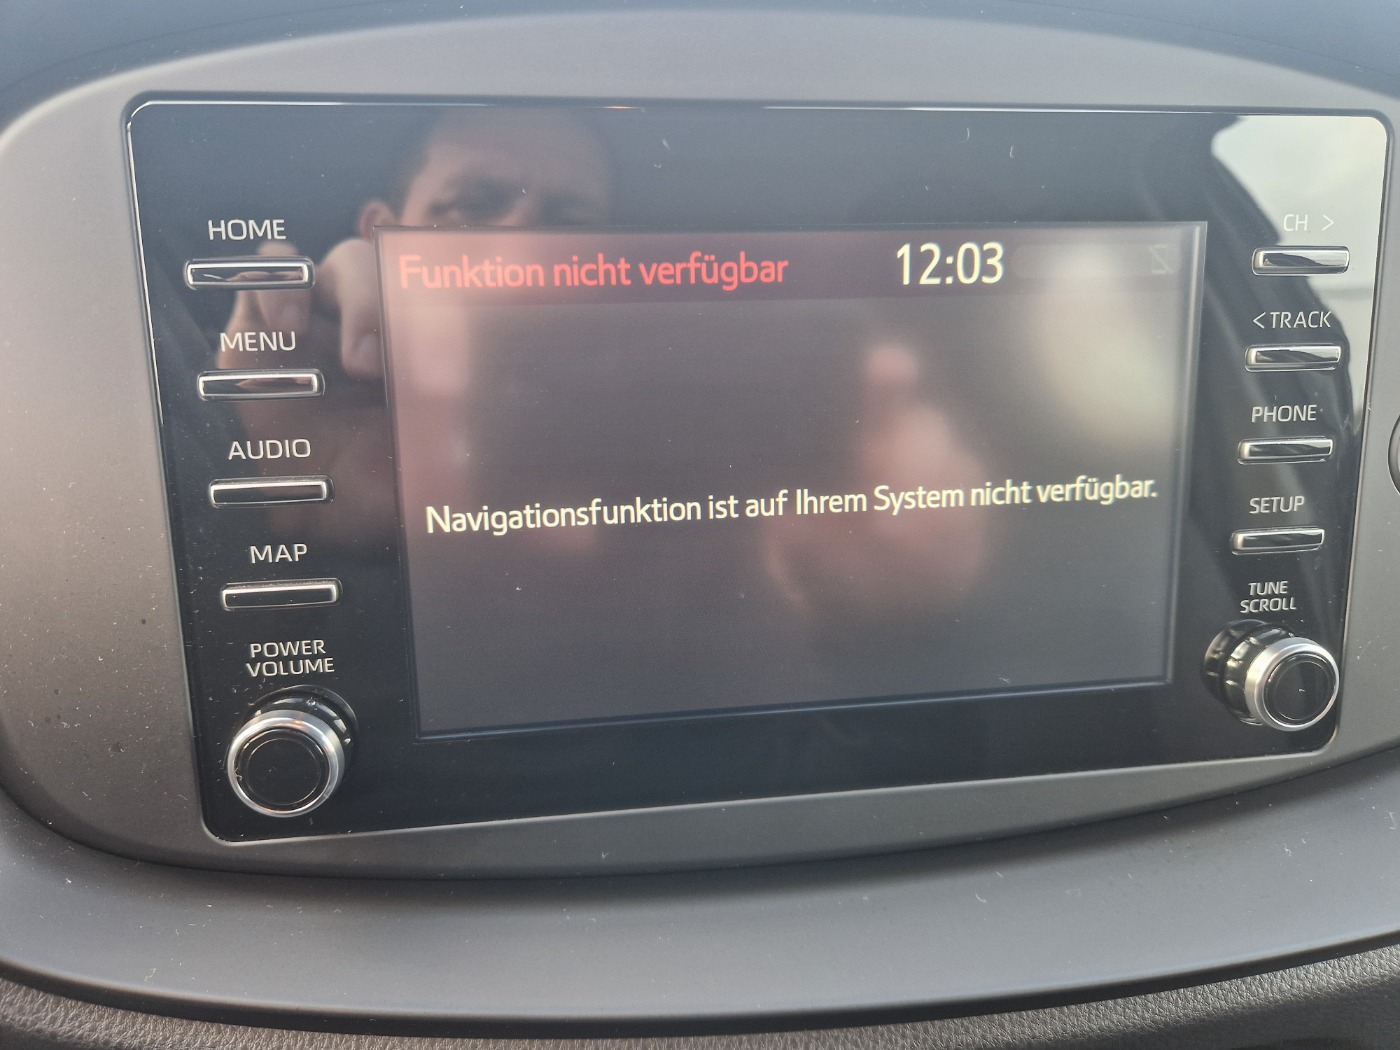 HOME
MENU
AUDIO
MAP
POWER
VOLUME
Funktion nicht verfügbar
12:03
Navigationsfunktion ist auf Ihrem System nicht verfügbar.
CH >
< TRACK
PHONE
SETUP
TUNE
SCROLL